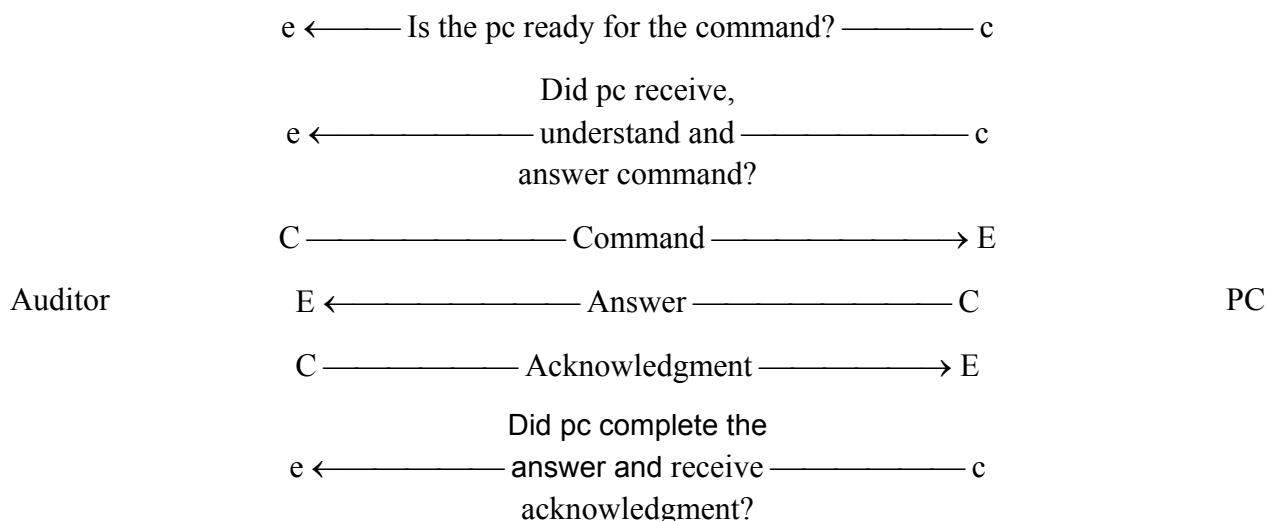 e ← Is the pc ready for the command? — c
Did pc receive,
e ← understand and — c
answer command?
C — Command → E
Auditor E ← Answer — C PC
C — Acknowledgment → E
Did pc complete the
e ← answer and receive — c
acknowledgment?